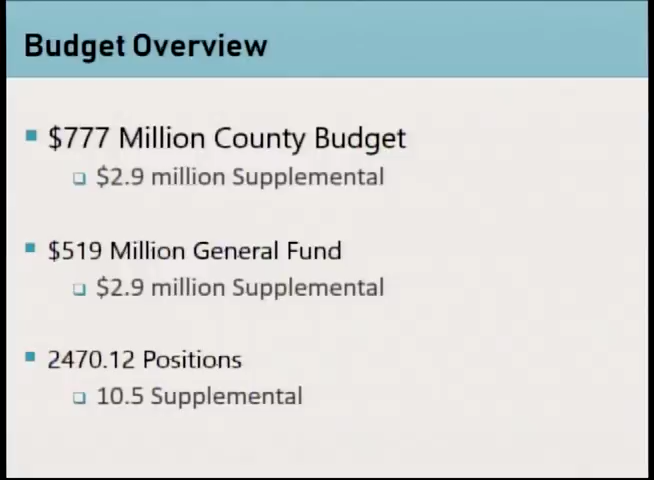 Budget Overview
$777 Million County Budget
$2.9 million Supplemental
$519 Million General Fund
$2.9 million Supplemental
2470.12 Positions
10.5 Supplemental